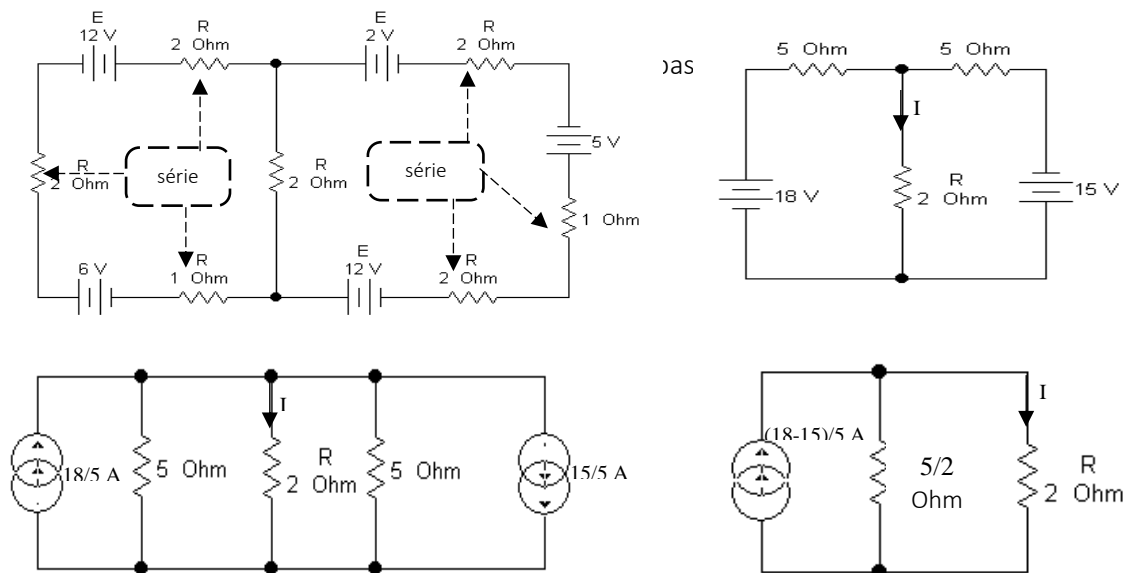 E
12 V
R
2 Ohm
E
2 V
R
2 Ohm
R
2 Ohm
série
R
2 Ohm
série
5 V
1 Ohm
6 V
R
1 Ohm
E
12 V
R
2 Ohm
pas
5 Ohm
5 Ohm
I
18 V
R
2 Ohm
15 V
18/5 A
5 Ohm
I
R
2 Ohm
5 Ohm
15/5 A
(18-15)/5 A
5/2
Ohm
I
R
2 Ohm